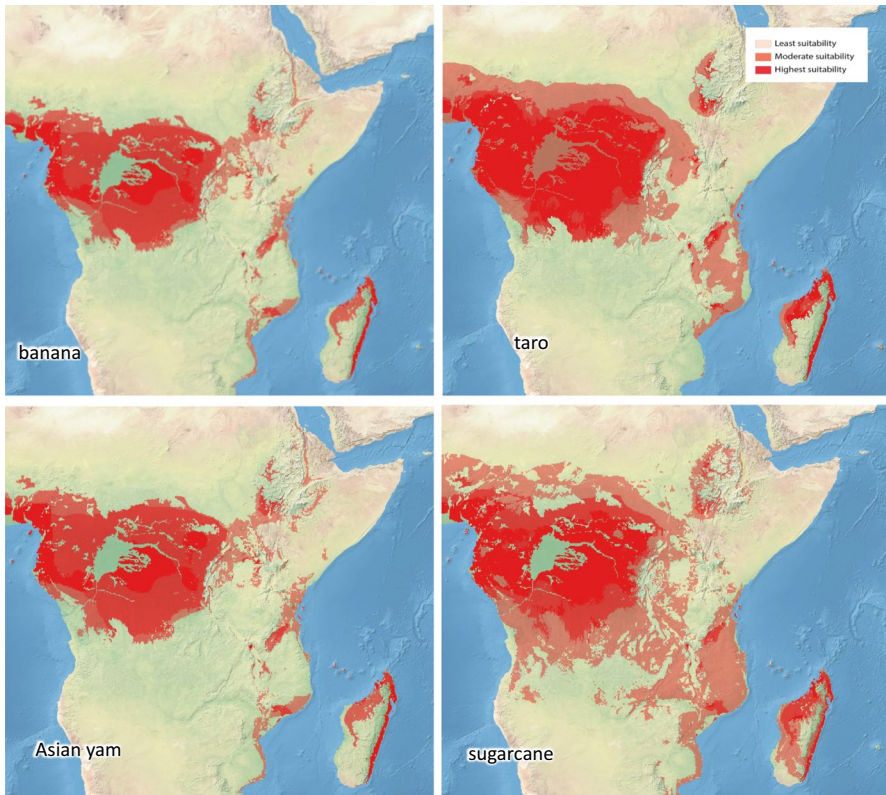 Least suitability
Moderate suitability
Highest suitability
banana
taro
Asian yam
sugarcane